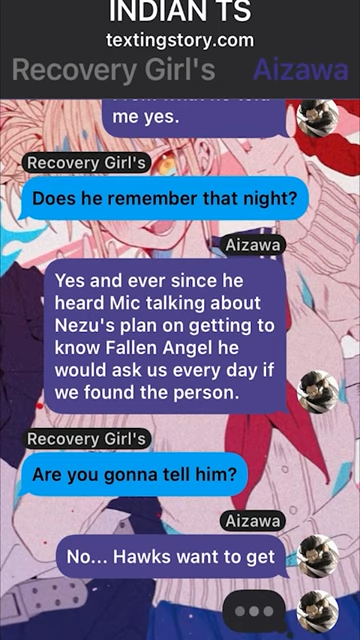 INDIAN TS
textingstory.com
Recovery Girl's Aizawa
me yes.
Recovery Girl's
Does he remember that night?
Aizawa
Yes and ever since he
heard Mic talking about
Nezu's plan on getting to
know Fallen Angel he
would ask us every day if
we found the person.
Recovery Girl's
Are you gonna tell him?
Aizawa
No... Hawks want to get